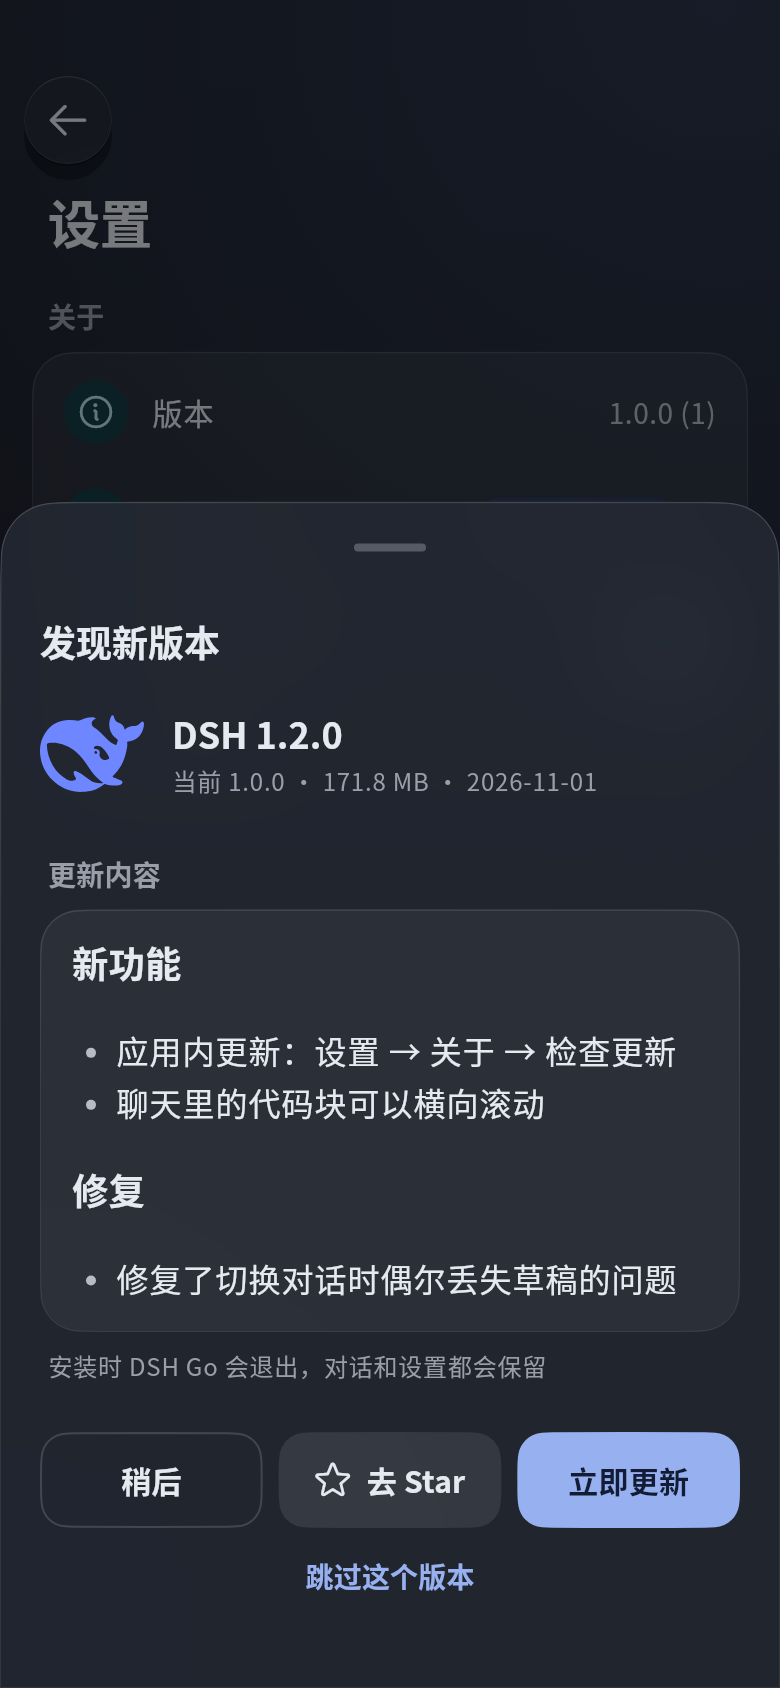 设置
关于
版本 1.0.0 (1)
发现新版本
DSH 1.2.0
当前 1.0.0 • 171.8 MB • 2026-11-01
更新内容
新功能
• 应用内更新：设置 → 关于 → 检查更新
• 聊天里的代码块可以横向滚动
修复
• 修复了切换对话时偶尔丢失草稿的问题
安装时 DSH Go 会退出，对话和设置都会保留
稍后 去 Star 立即更新
跳过这个版本